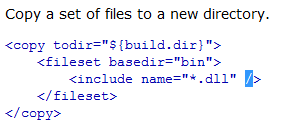 Copy a set of files to a new directory.
<copy todir="${build.dir}">
    <fileset basedir="bin">
        <include name="*.dll" />
    </fileset>
</copy>